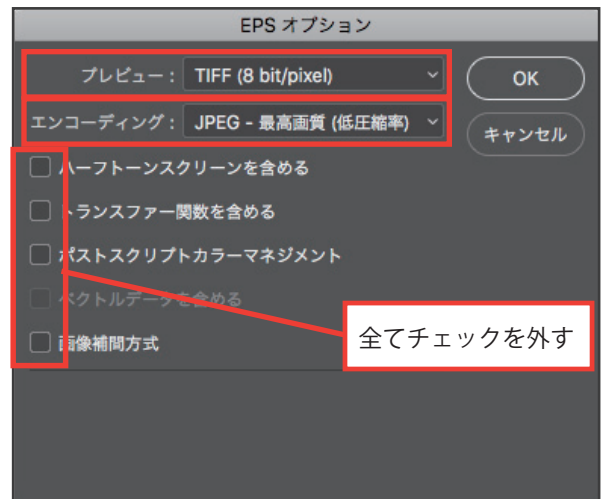 EPS オプション
プレビュー： TIFF (8 bit/pixel)
OK
エンコーディング： JPEG - 最高画質 (低圧縮率)
キャンセル
ハーフトーンスクリーンを含める
トランスファー関数を含める
ポストスクリプトカラーマネジメント
ベクトルデータを含める
全てチェックを外す
画像補間方式